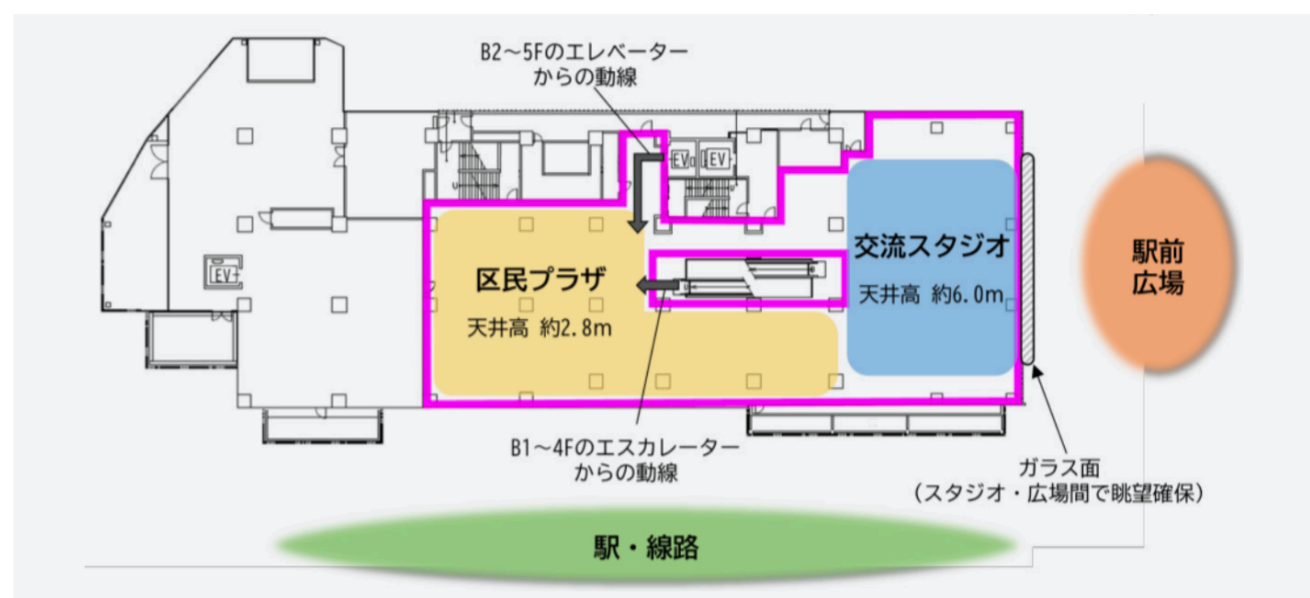 B2～5Fのエレベーター
からの動線
EV
EV
EV
区民プラザ
天井高 約2.8m
交流スタジオ
天井高 約6.0m
駅前
広場
B1～4Fのエスカレーター
からの動線
ガラス面
（スタジオ・広場間で眺望確保）
駅・線路